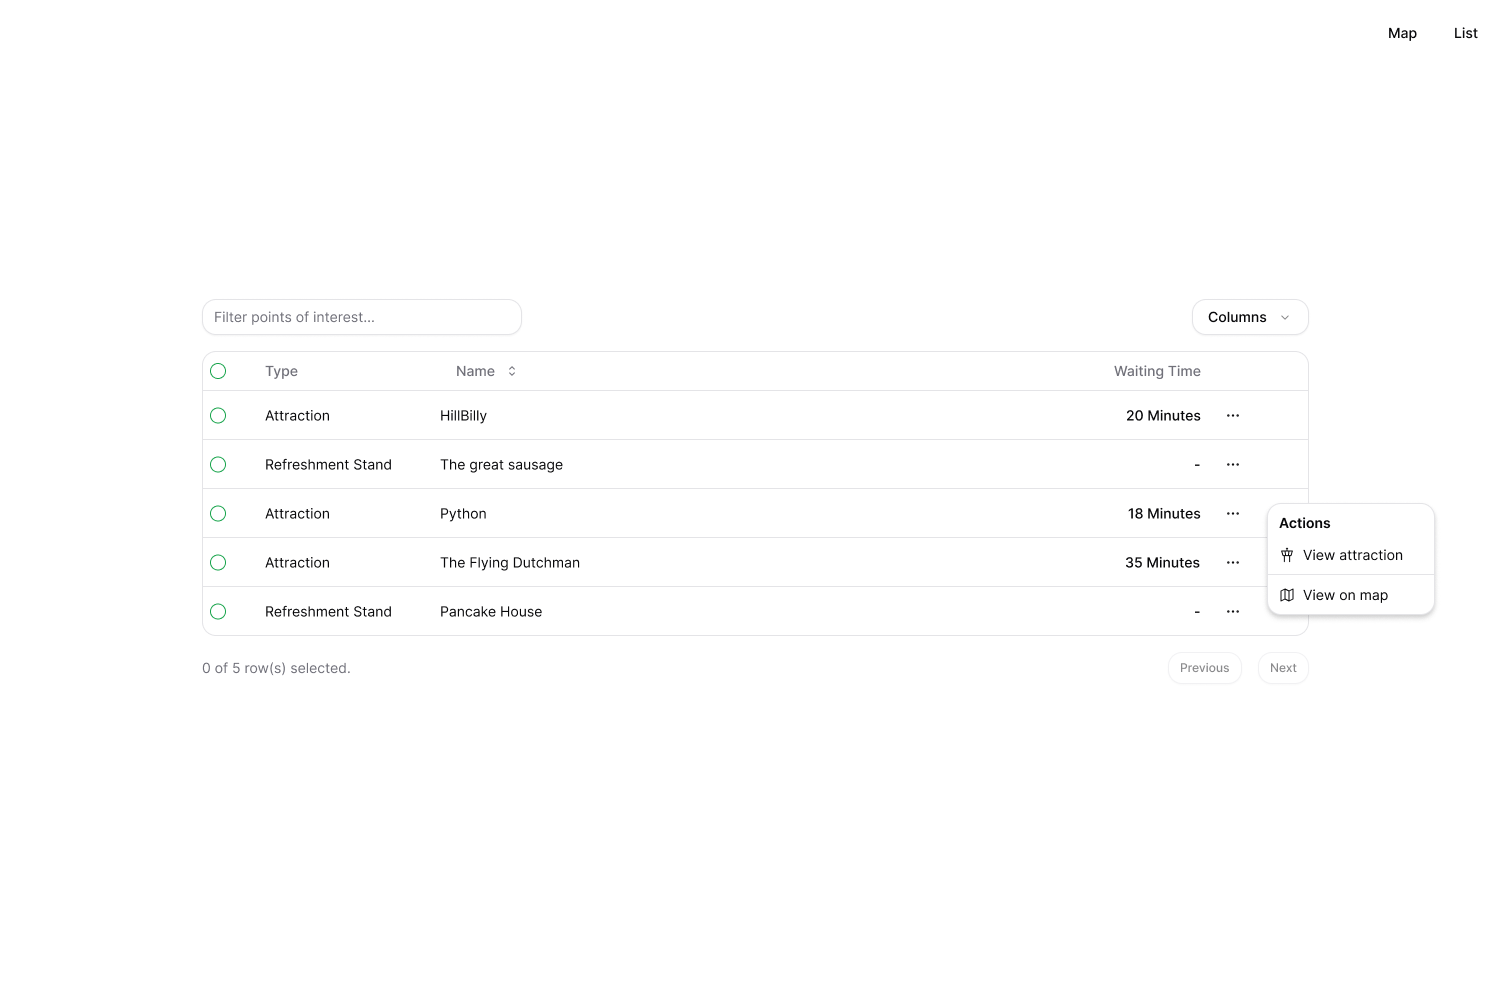 Map List
Filter points of interest...
Columns
Type Name Waiting Time
Attraction HillBilly 20 Minutes
Refreshment Stand The great sausage -
Attraction Python 18 Minutes
Actions
View attraction
Attraction The Flying Dutchman 35 Minutes
View on map
Refreshment Stand Pancake House -
0 of 5 row(s) selected.
Previous Next